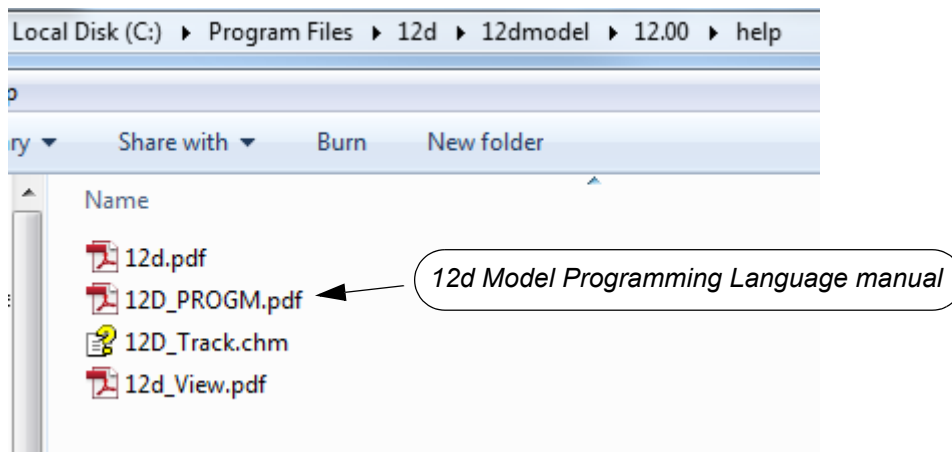 Local Disk (C:) ▸ Program Files ▸ 12d ▸ 12dmodel ▸ 12.00 ▸ help
Share with ▾ Burn New folder
Name
12d.pdf
12D_PROGM.pdf
12d Model Programming Language manual
12D_Track.chm
12d_View.pdf